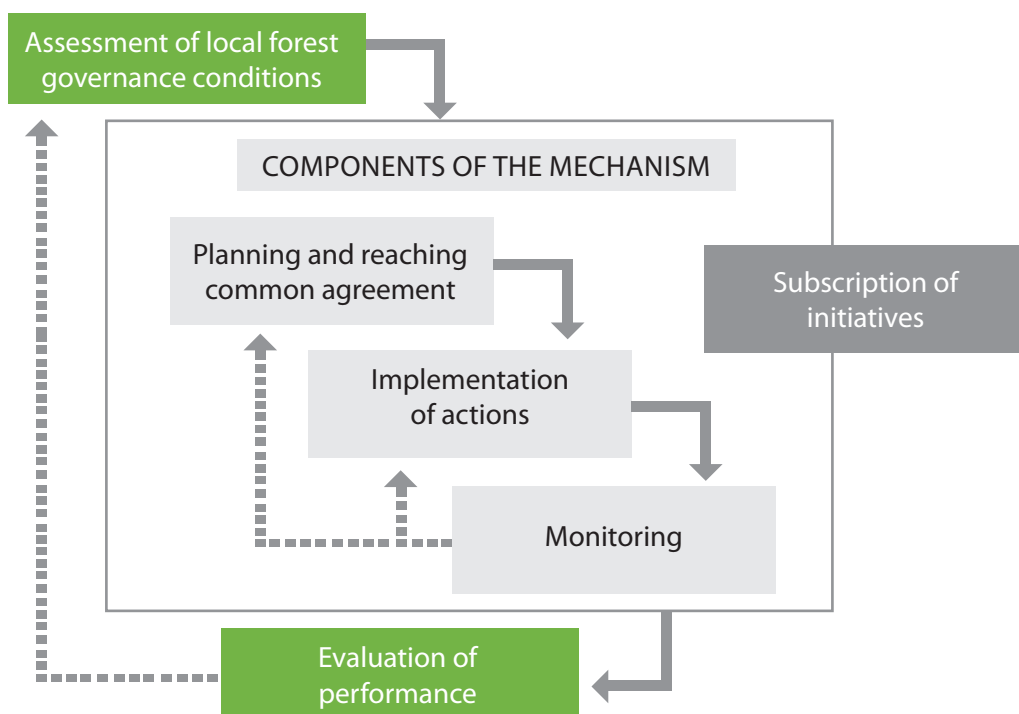 Assessment of local forest
governance conditions
COMPONENTS OF THE MECHANISM
Planning and reaching
common agreement
Subscription of
initiatives
Implementation
of actions
Monitoring
Evaluation of
performance